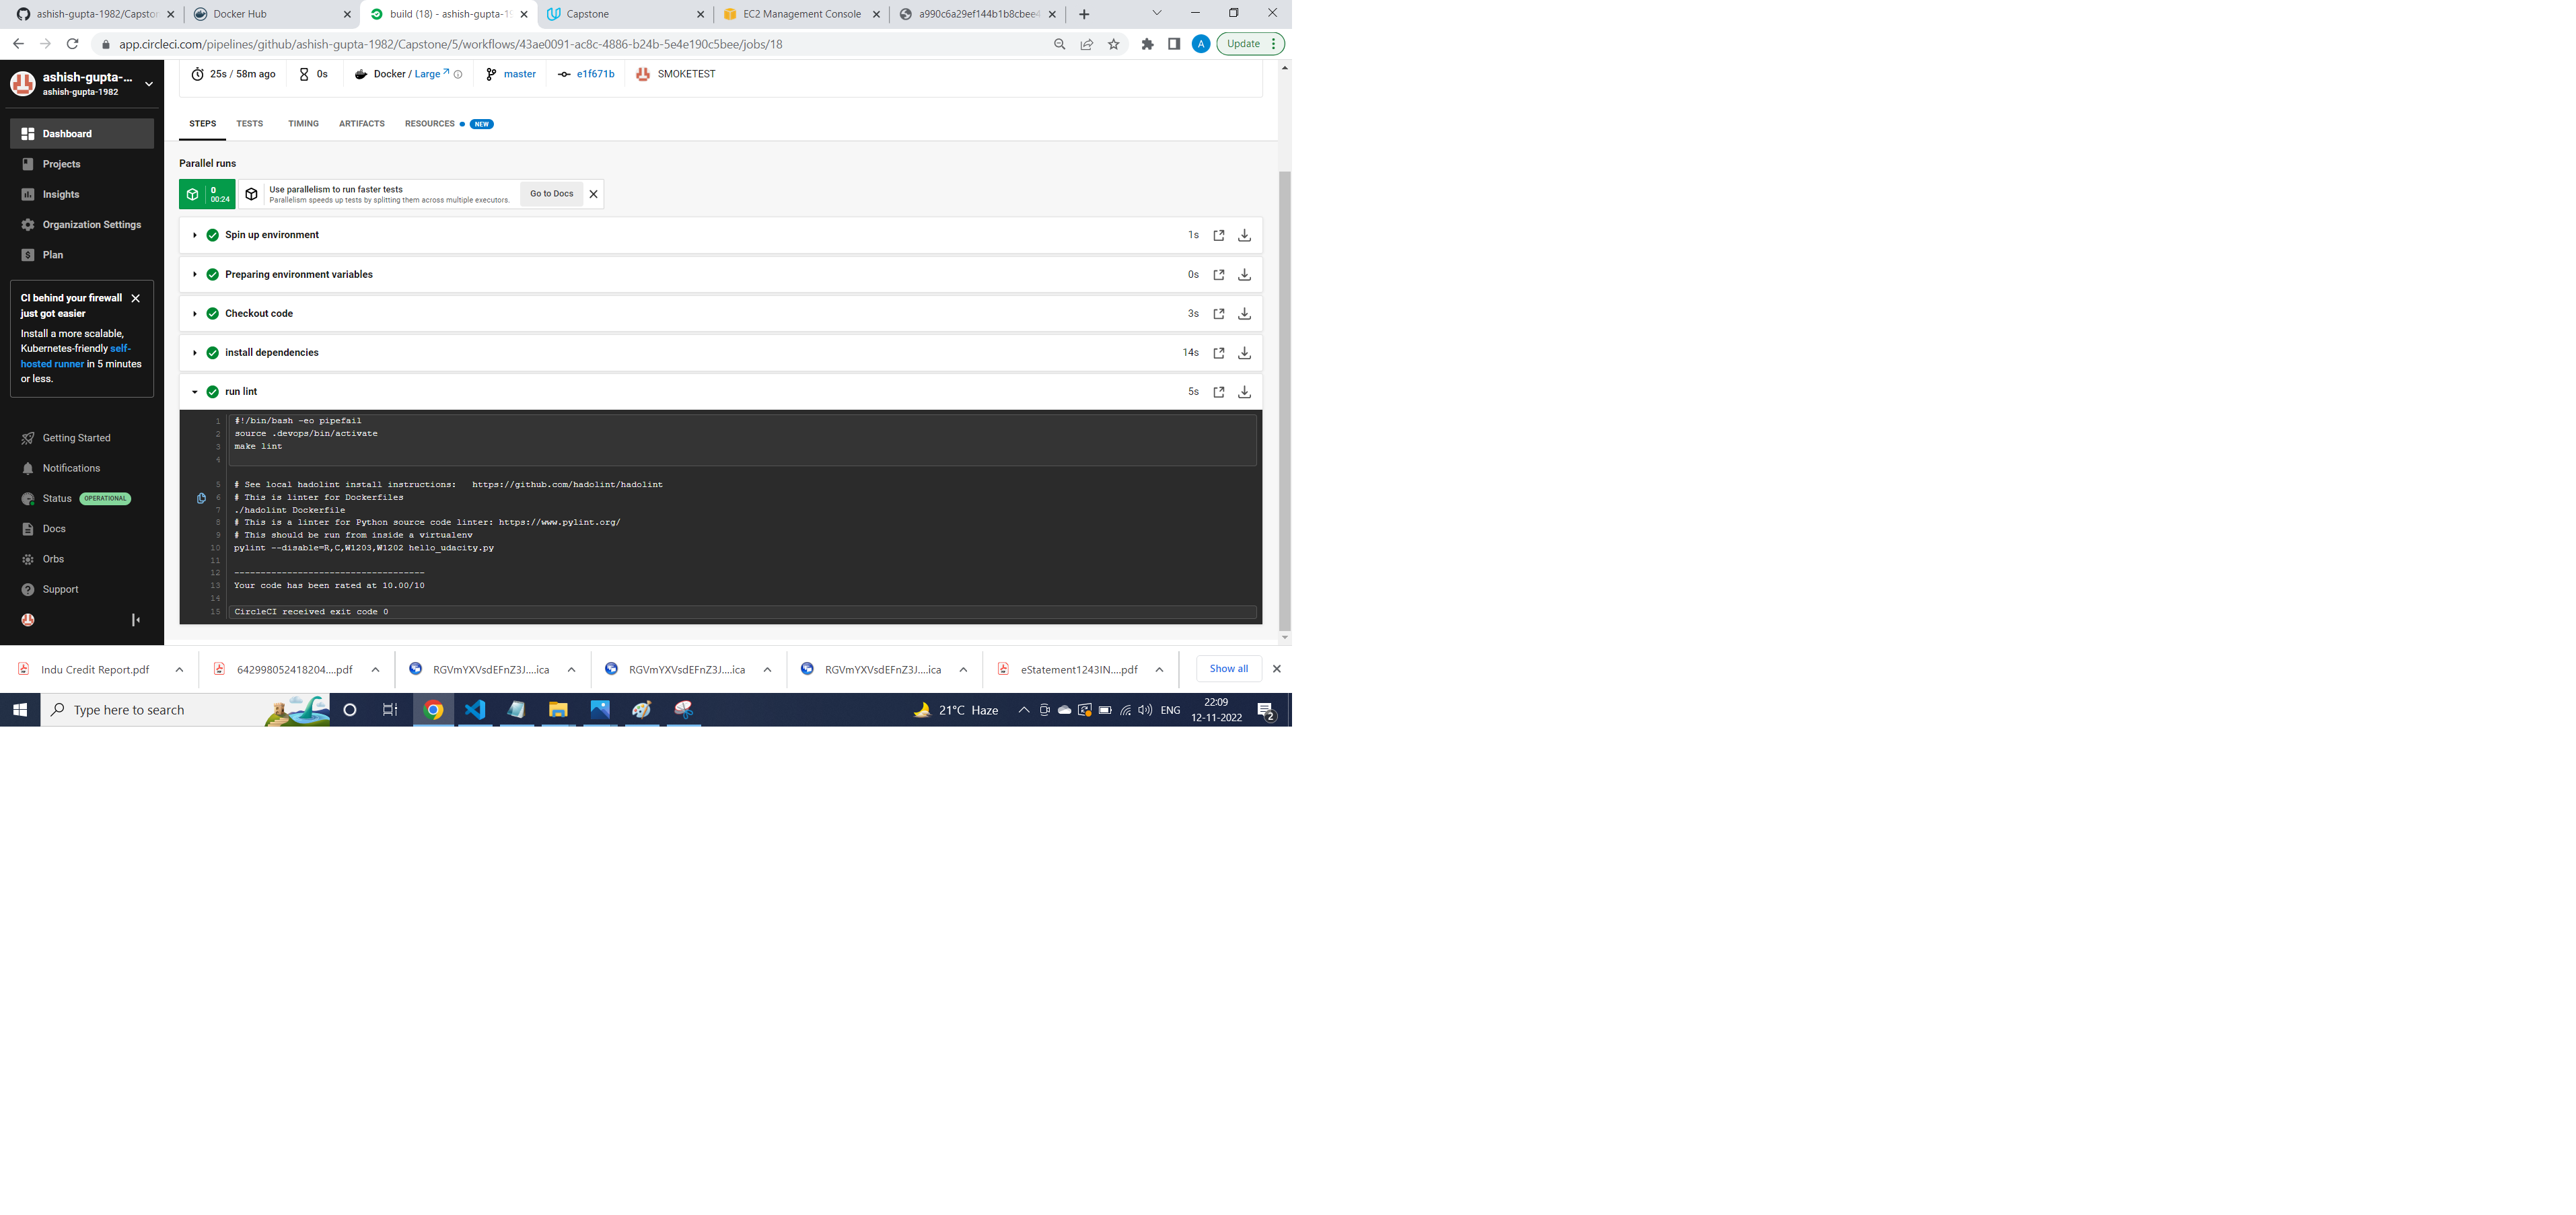 ashish-gupta-1982/Capstor
Docker Hub
build (18) - ashish-gupta-19
Capstone
EC2 Management Console
a990c6a29ef144b1b8cbee4
app.circleci.com/pipelines/github/ashish-gupta-1982/Capstone/5/workflows/43ae0091-ac8c-4886-b24b-5e4e190c5bee/jobs/18
A
Update
ashish-gupta-...
ashish-gupta-1982
Dashboard
Projects
Insights
Organization Settings
Plan
CI behind your firewall
just got easier
Install a more scalable,
Kubernetes-friendly self-
hosted runner in 5 minutes
or less.
Getting Started
Notifications
Status OPERATIONAL
Docs
Orbs
Support
25s / 58m ago
0s
Docker / Large
master
e1f671b
SMOKETEST
STEPS TESTS TIMING ARTIFACTS RESOURCES NEW
Parallel runs
0
00:24
Use parallelism to run faster tests
Parallelism speeds up tests by splitting them across multiple executors.
Go to Docs
Spin up environment 1s
Preparing environment variables 0s
Checkout code 3s
install dependencies 14s
run lint 5s
1 #!/bin/bash -eo pipefail
2 source .devops/bin/activate
3 make lint
4
5 # See local hadolint install instructions:   https://github.com/hadolint/hadolint
6 # This is linter for Dockerfiles
7 ./hadolint Dockerfile
8 # This is a linter for Python source code linter: https://www.pylint.org/
9 # This should be run from inside a virtualenv
10 pylint --disable=R,C,W1203,W1202 hello_udacity.py
11
12 ------------------------------------
13 Your code has been rated at 10.00/10
14
15 CircleCI received exit code 0
Indu Credit Report.pdf
642998052418204....pdf
RGVmYXVsdEFnZ3J....ica
RGVmYXVsdEFnZ3J....ica
RGVmYXVsdEFnZ3J....ica
eStatement1243IN....pdf
Show all
Type here to search
21°C Haze
ENG
22:09
12-11-2022
2